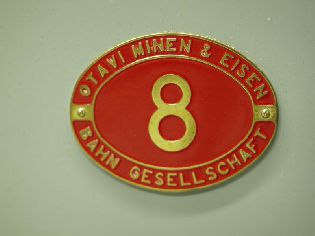 OTAVI MINEN & EISEN
8
BAHN GESELLSCHAFT